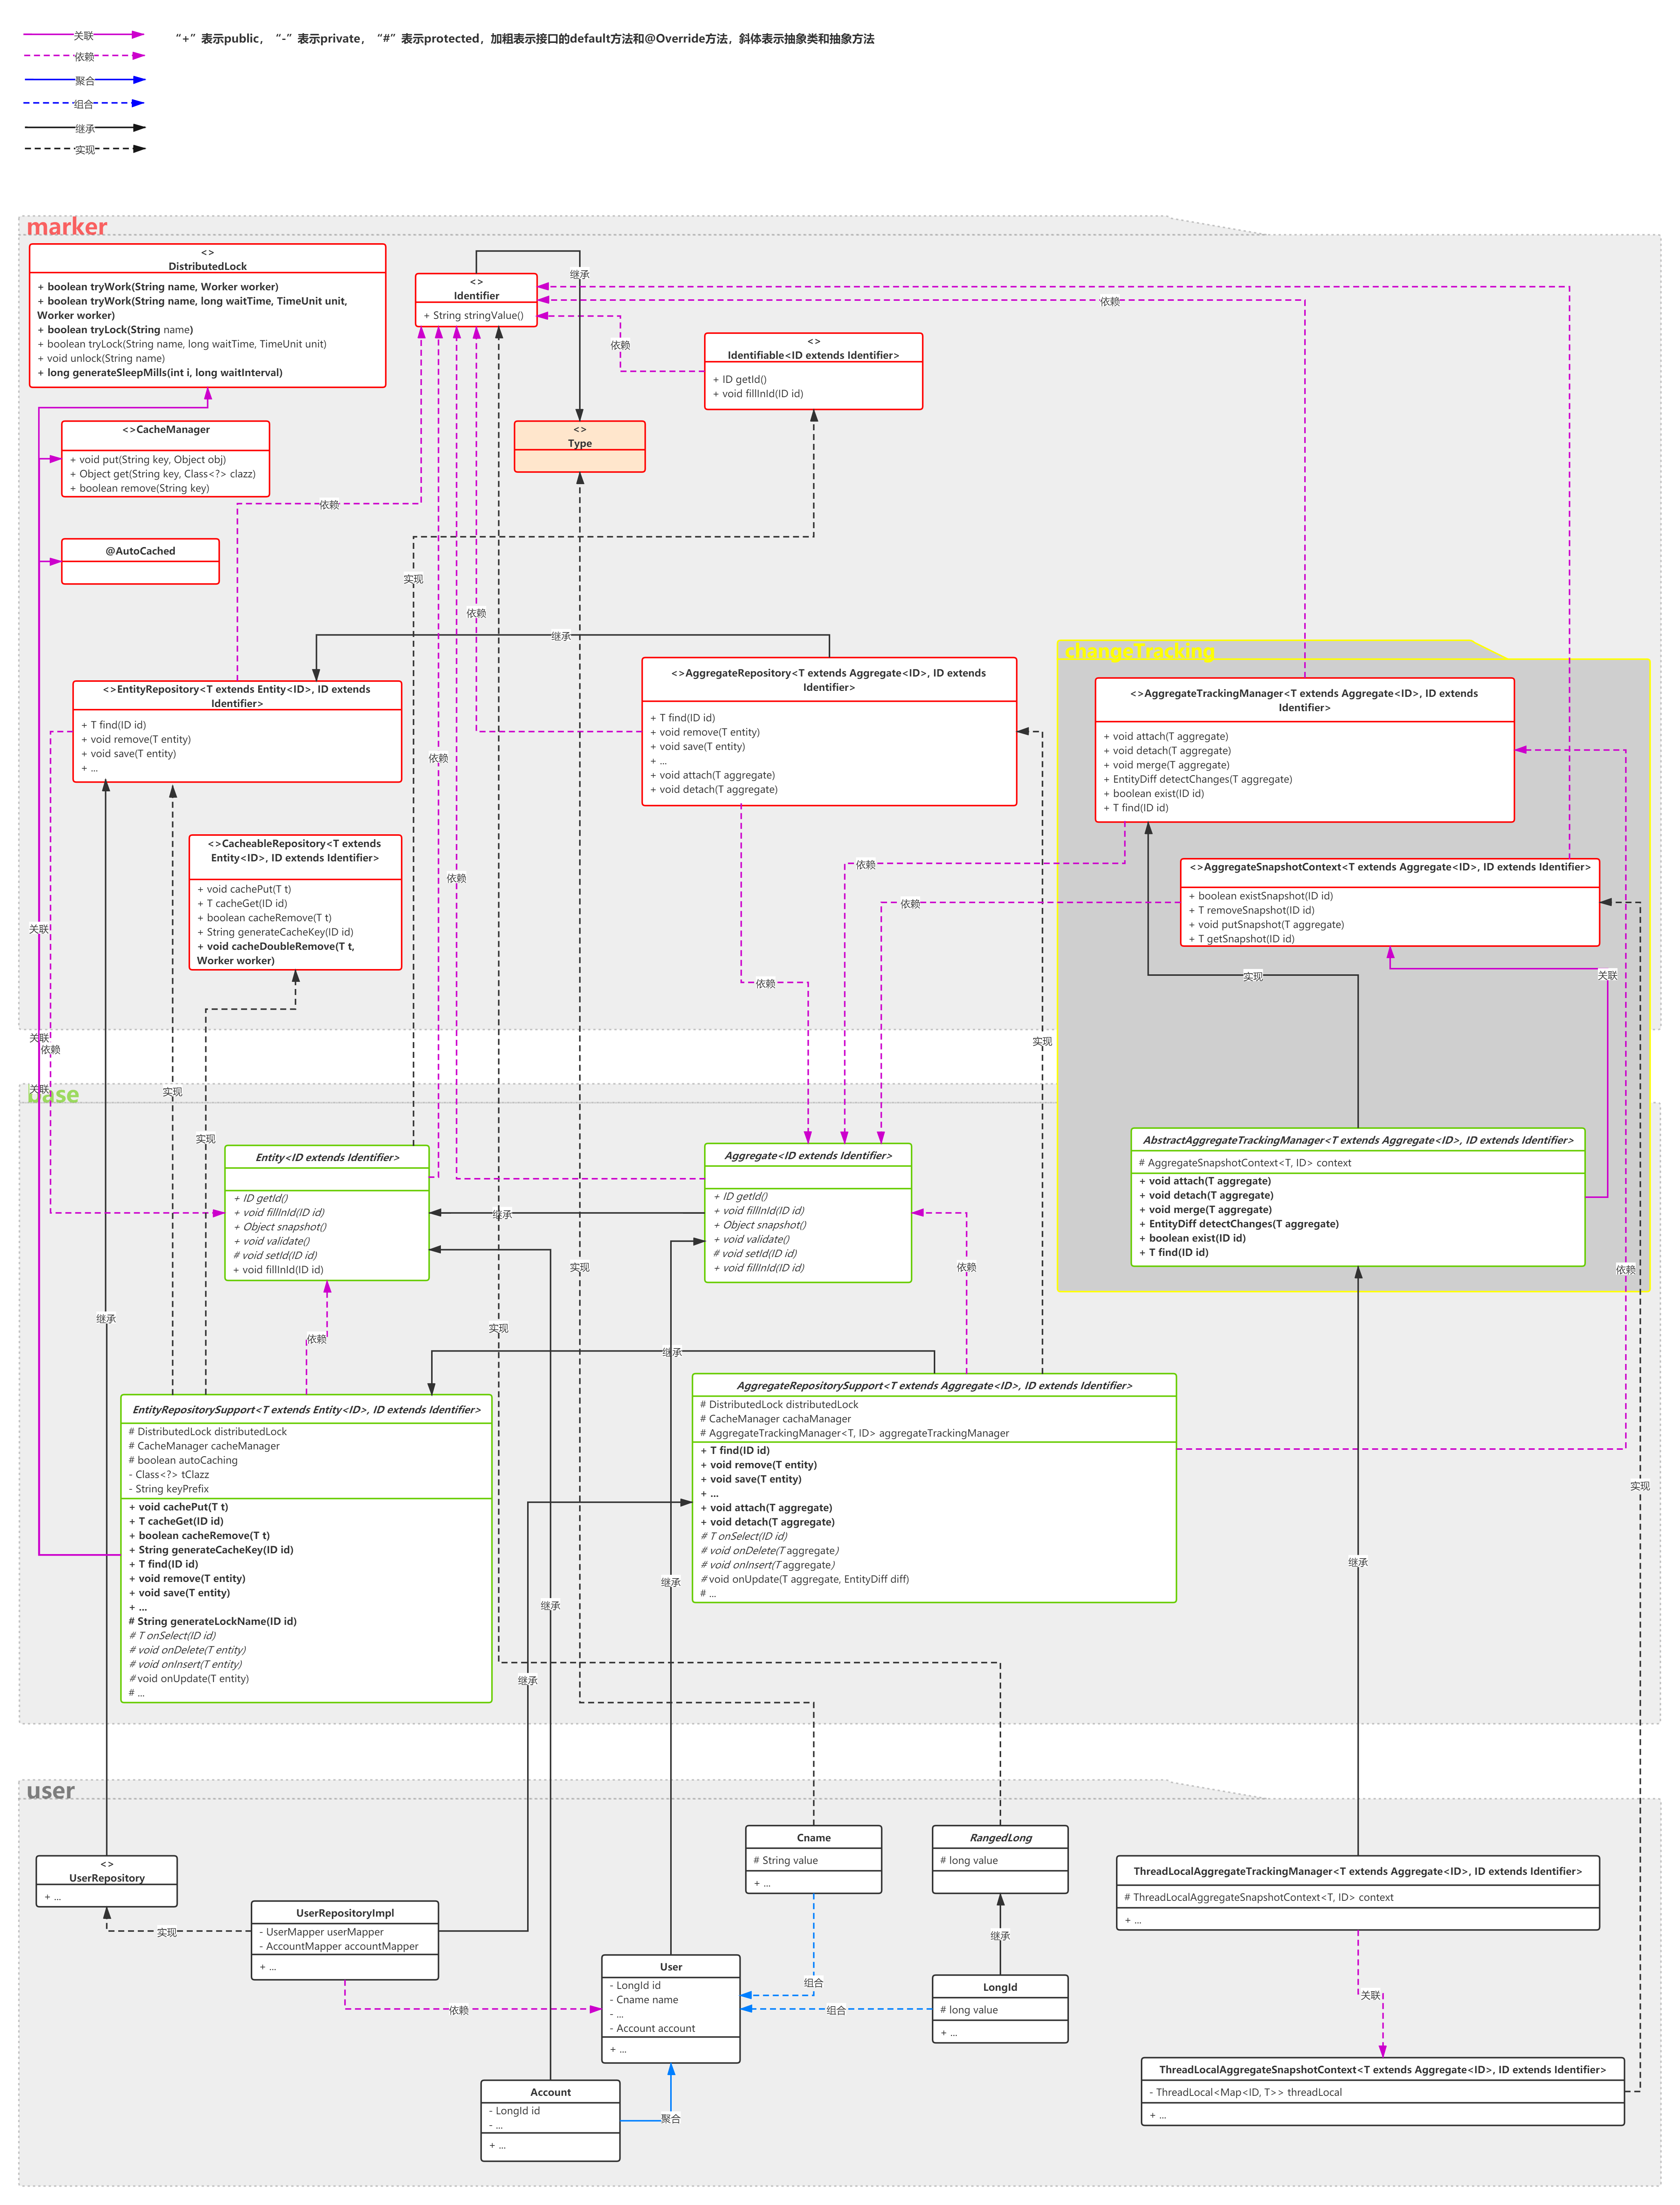 关联
依赖
聚合
组合
继承
实现
“+”表示public，“-”表示private，“#”表示protected，加粗表示接口的default方法和@Override方法，斜体表示抽象类和抽象方法
marker
<>
DistributedLock
+ boolean tryWork(String name, Worker worker)
+ boolean tryWork(String name, long waitTime, TimeUnit unit,
Worker worker)
+ boolean tryLock(String name)
+ boolean tryLock(String name, long waitTime, TimeUnit unit)
+ void unlock(String name)
+ long generateSleepMills(int i, long waitInterval)
<>
Identifier
+ String stringValue()
继承
依赖
依赖
<>
Identifiable<ID extends Identifier>
+ ID getId()
+ void fillInId(ID id)
<>CacheManager
+ void put(String key, Object obj)
+ Object get(String key, Class<?> clazz)
+ boolean remove(String key)
<>
Type
依赖
@AutoCached
实现
依赖
继承
changeTracking
<>EntityRepository<T extends Entity<ID>, ID extends
Identifier>
+ T find(ID id)
+ void remove(T entity)
+ void save(T entity)
+ ...
<>AggregateRepository<T extends Aggregate<ID>, ID extends
Identifier>
+ T find(ID id)
+ void remove(T entity)
+ void save(T entity)
+ ...
+ void attach(T aggregate)
+ void detach(T aggregate)
<>AggregateTrackingManager<T extends Aggregate<ID>, ID extends
Identifier>
+ void attach(T aggregate)
+ void detach(T aggregate)
+ void merge(T aggregate)
+ EntityDiff detectChanges(T aggregate)
+ boolean exist(ID id)
+ T find(ID id)
依赖
<>CacheableRepository<T extends
Entity<ID>, ID extends Identifier>
+ void cachePut(T t)
+ T cacheGet(ID id)
+ boolean cacheRemove(T t)
+ String generateCacheKey(ID id)
+ void cacheDoubleRemove(T t,
Worker worker)
依赖
依赖
依赖
<>AggregateSnapshotContext<T extends Aggregate<ID>, ID extends Identifier>
+ boolean existSnapshot(ID id)
+ T removeSnapshot(ID id)
+ void putSnapshot(T aggregate)
+ T getSnapshot(ID id)
关联
依赖
实现
关联
关联
依赖
实现
关联
实现
实现
base
Entity<ID extends Identifier>
+ ID getId()
+ void fillInId(ID id)
+ Object snapshot()
+ void validate()
# void setId(ID id)
+ void fillInId(ID id)
继承
Aggregate<ID extends Identifier>
+ ID getId()
+ void fillInId(ID id)
+ Object snapshot()
+ void validate()
# void setId(ID id)
+ void fillInId(ID id)
AbstractAggregateTrackingManager<T extends Aggregate<ID>, ID extends Identifier>
# AggregateSnapshotContext<T, ID> context
+ void attach(T aggregate)
+ void detach(T aggregate)
+ void merge(T aggregate)
+ EntityDiff detectChanges(T aggregate)
+ boolean exist(ID id)
+ T find(ID id)
实现
依赖
依赖
继承
依赖
实现
继承
EntityRepositorySupport<T extends Entity<ID>, ID extends Identifier>
# DistributedLock distributedLock
# CacheManager cacheManager
# boolean autoCaching
- Class<?> tClazz
- String keyPrefix
+ void cachePut(T t)
+ T cacheGet(ID id)
+ boolean cacheRemove(T t)
+ String generateCacheKey(ID id)
+ T find(ID id)
+ void remove(T entity)
+ void save(T entity)
+ ...
# String generateLockName(ID id)
# T onSelect(ID id)
# void onDelete(T entity)
# void onInsert(T entity)
# void onUpdate(T entity)
# ...
AggregateRepositorySupport<T extends Aggregate<ID>, ID extends Identifier>
# DistributedLock distributedLock
# CacheManager cachaManager
# AggregateTrackingManager<T, ID> aggregateTrackingManager
+ T find(ID id)
+ void remove(T entity)
+ void save(T entity)
+ ...
+ void attach(T aggregate)
+ void detach(T aggregate)
# T onSelect(ID id)
# void onDelete(T aggregate)
# void onInsert(T aggregate)
# void onUpdate(T aggregate, EntityDiff diff)
# ...
实现
继承
继承
继承
继承
user
<>
UserRepository
+ ...
实现
UserRepositoryImpl
- UserMapper userMapper
- AccountMapper accountMapper
+ ...
依赖
Cname
# String value
+ ...
RangedLong
# long value
继承
ThreadLocalAggregateTrackingManager<T extends Aggregate<ID>, ID extends Identifier>
# ThreadLocalAggregateSnapshotContext<T, ID> context
+ ...
User
- LongId id
- Cname name
- ...
- Account account
+ ...
组合
组合
LongId
# long value
+ ...
关联
Account
- LongId id
- ...
+ ...
聚合
ThreadLocalAggregateSnapshotContext<T extends Aggregate<ID>, ID extends Identifier>
- ThreadLocal<Map<ID, T>> threadLocal
+ ...